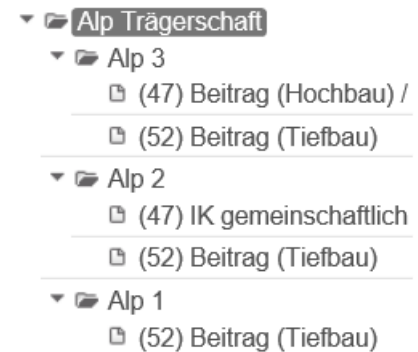 Alp Trägerschaft
Alp 3
(47) Beitrag (Hochbau) /
(52) Beitrag (Tiefbau)
Alp 2
(47) IK gemeinschaftlich
(52) Beitrag (Tiefbau)
Alp 1
(52) Beitrag (Tiefbau)